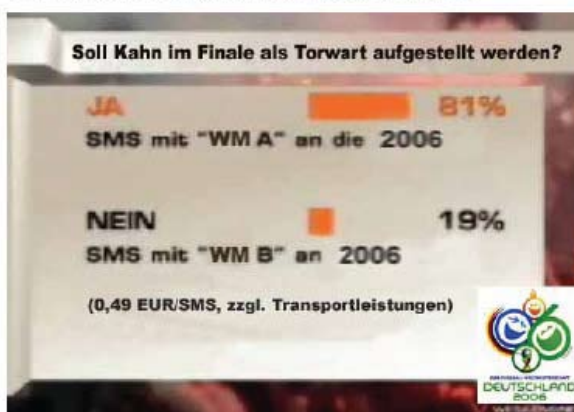 Soll Kahn im Finale als Torwart aufgestellt werden?
JA 81%
SMS mit "WM A" an die 2006
NEIN 19%
SMS mit "WM B" an 2006
(0,49 EUR/SMS, zzgl. Transportleistungen)
DEUTSCHLAND
2006